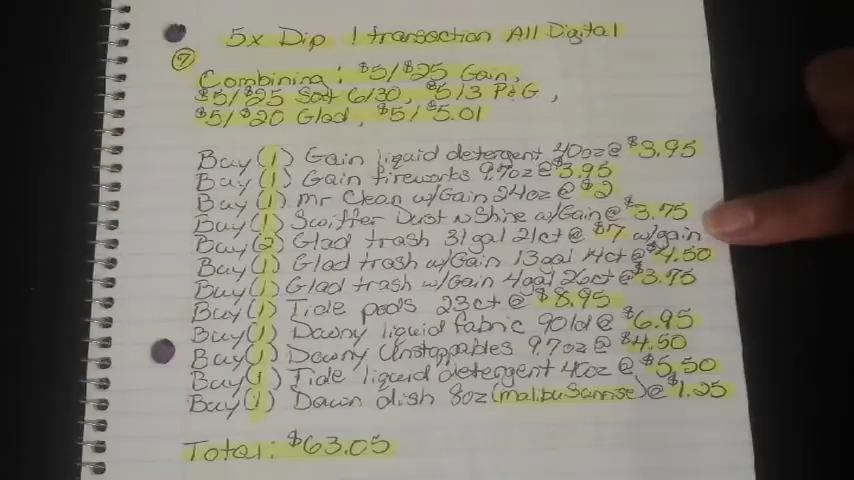 5x Dip 1 transaction All Digital
7
Combining: $5/$25 Gain,
$5/$25 Sat 6/30, $5/3 P&G,
$5/$20 Glad, $5/$5.01
Buy (1) Gain liquid detergent 40oz @ $3.95
Buy (1) Gain fireworks 9.7oz @ $3.95
Buy (1) Mr Clean w/Gain 24oz @ $2
Buy (1) Swiffer Dust n Shine w/Gain @ $3.75
Buy (2) Glad trash 31gal 21ct @ $7 w/gain
Buy (1) Glad trash w/Gain 13gal 14ct @ $4.50
Buy (1) Glad trash w/Gain 4gal 26ct @ $3.75
Buy (1) Tide pods 23ct @ $8.95
Buy (1) Downy liquid fabric 90ld @ $6.95
Buy (1) Downy Unstoppables 9.7oz @ $4.50
Buy (1) Tide liquid detergent 40oz @ $5.50
Buy (1) Dawn dish 8oz (malibu Sunrise) @ $1.25
Total: $63.05